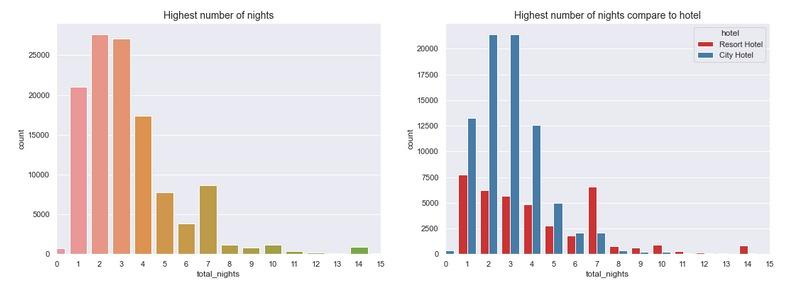 Highest number of nights
25000
20000
15000
10000
5000
0
count
0 1 2 3 4 5 6 7 8 9 10 11 12 13 14 15
total_nights
Highest number of nights compare to hotel
hotel
Resort Hotel
City Hotel
20000
17500
15000
12500
10000
7500
5000
2500
0
count
0 1 2 3 4 5 6 7 8 9 10 11 12 13 14 15
total_nights